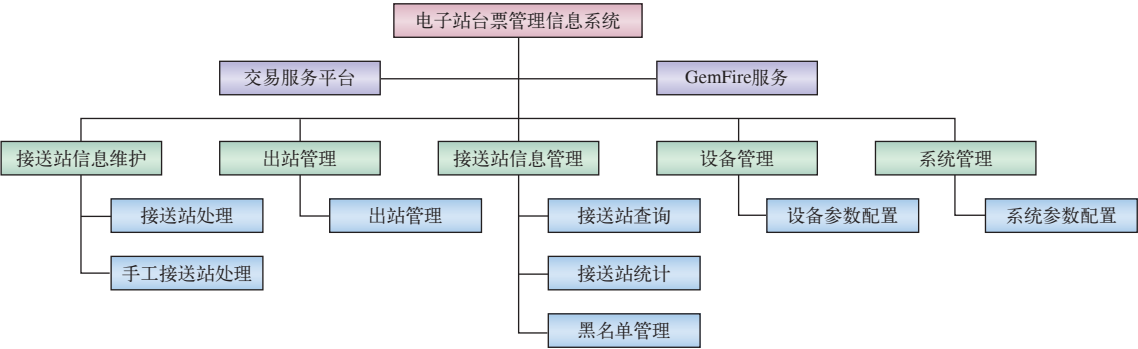 电子站台票管理信息系统
交易服务平台
GemFire服务
接送站信息维护
出站管理
接送站信息管理
设备管理
系统管理
接送站处理
出站管理
接送站查询
设备参数配置
系统参数配置
手工接送站处理
接送站统计
黑名单管理